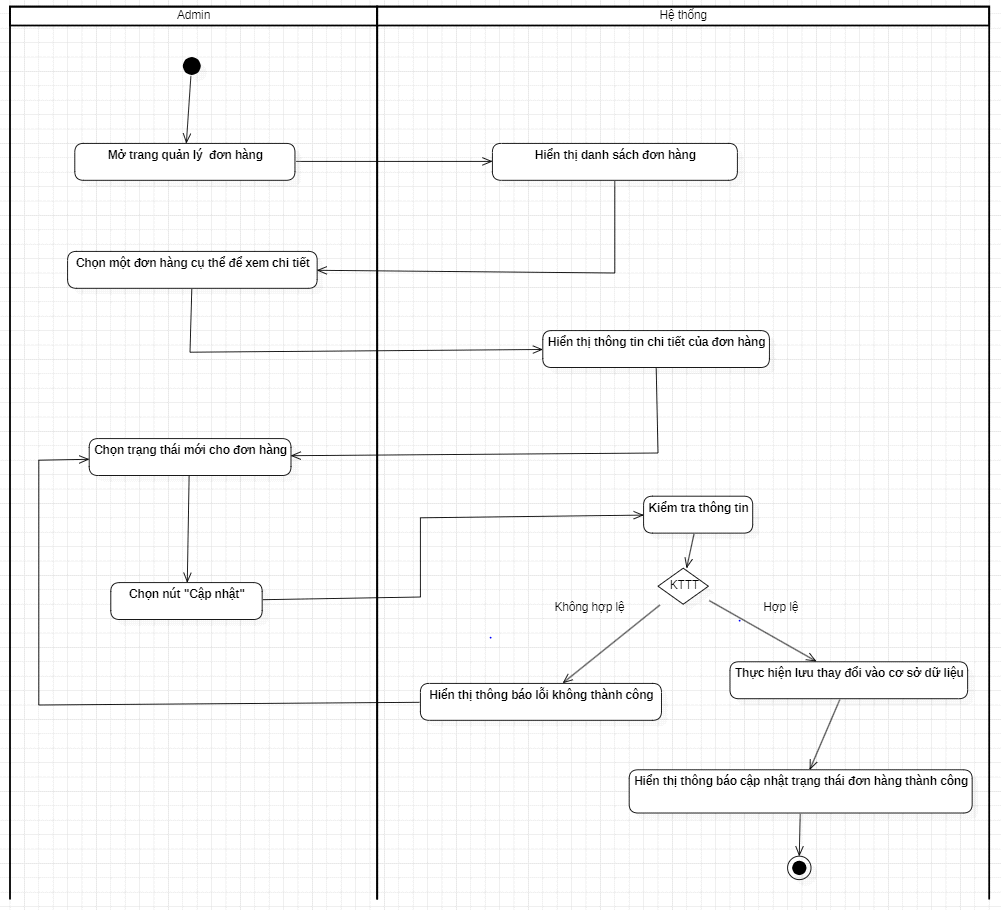 Admin
Hệ thống
Mở trang quản lý  đơn hàng
Hiển thị danh sách đơn hàng
Chọn một đơn hàng cụ thể để xem chi tiết
Hiển thị thông tin chi tiết của đơn hàng
Chọn trạng thái mới cho đơn hàng
Kiểm tra thông tin
KTTT
Chọn nút "Cập nhật"
Không hợp lệ
Hợp lệ
Thực hiện lưu thay đổi vào cơ sở dữ liệu
Hiển thị thông báo lỗi không thành công
Hiển thị thông báo cập nhật trạng thái đơn hàng thành công